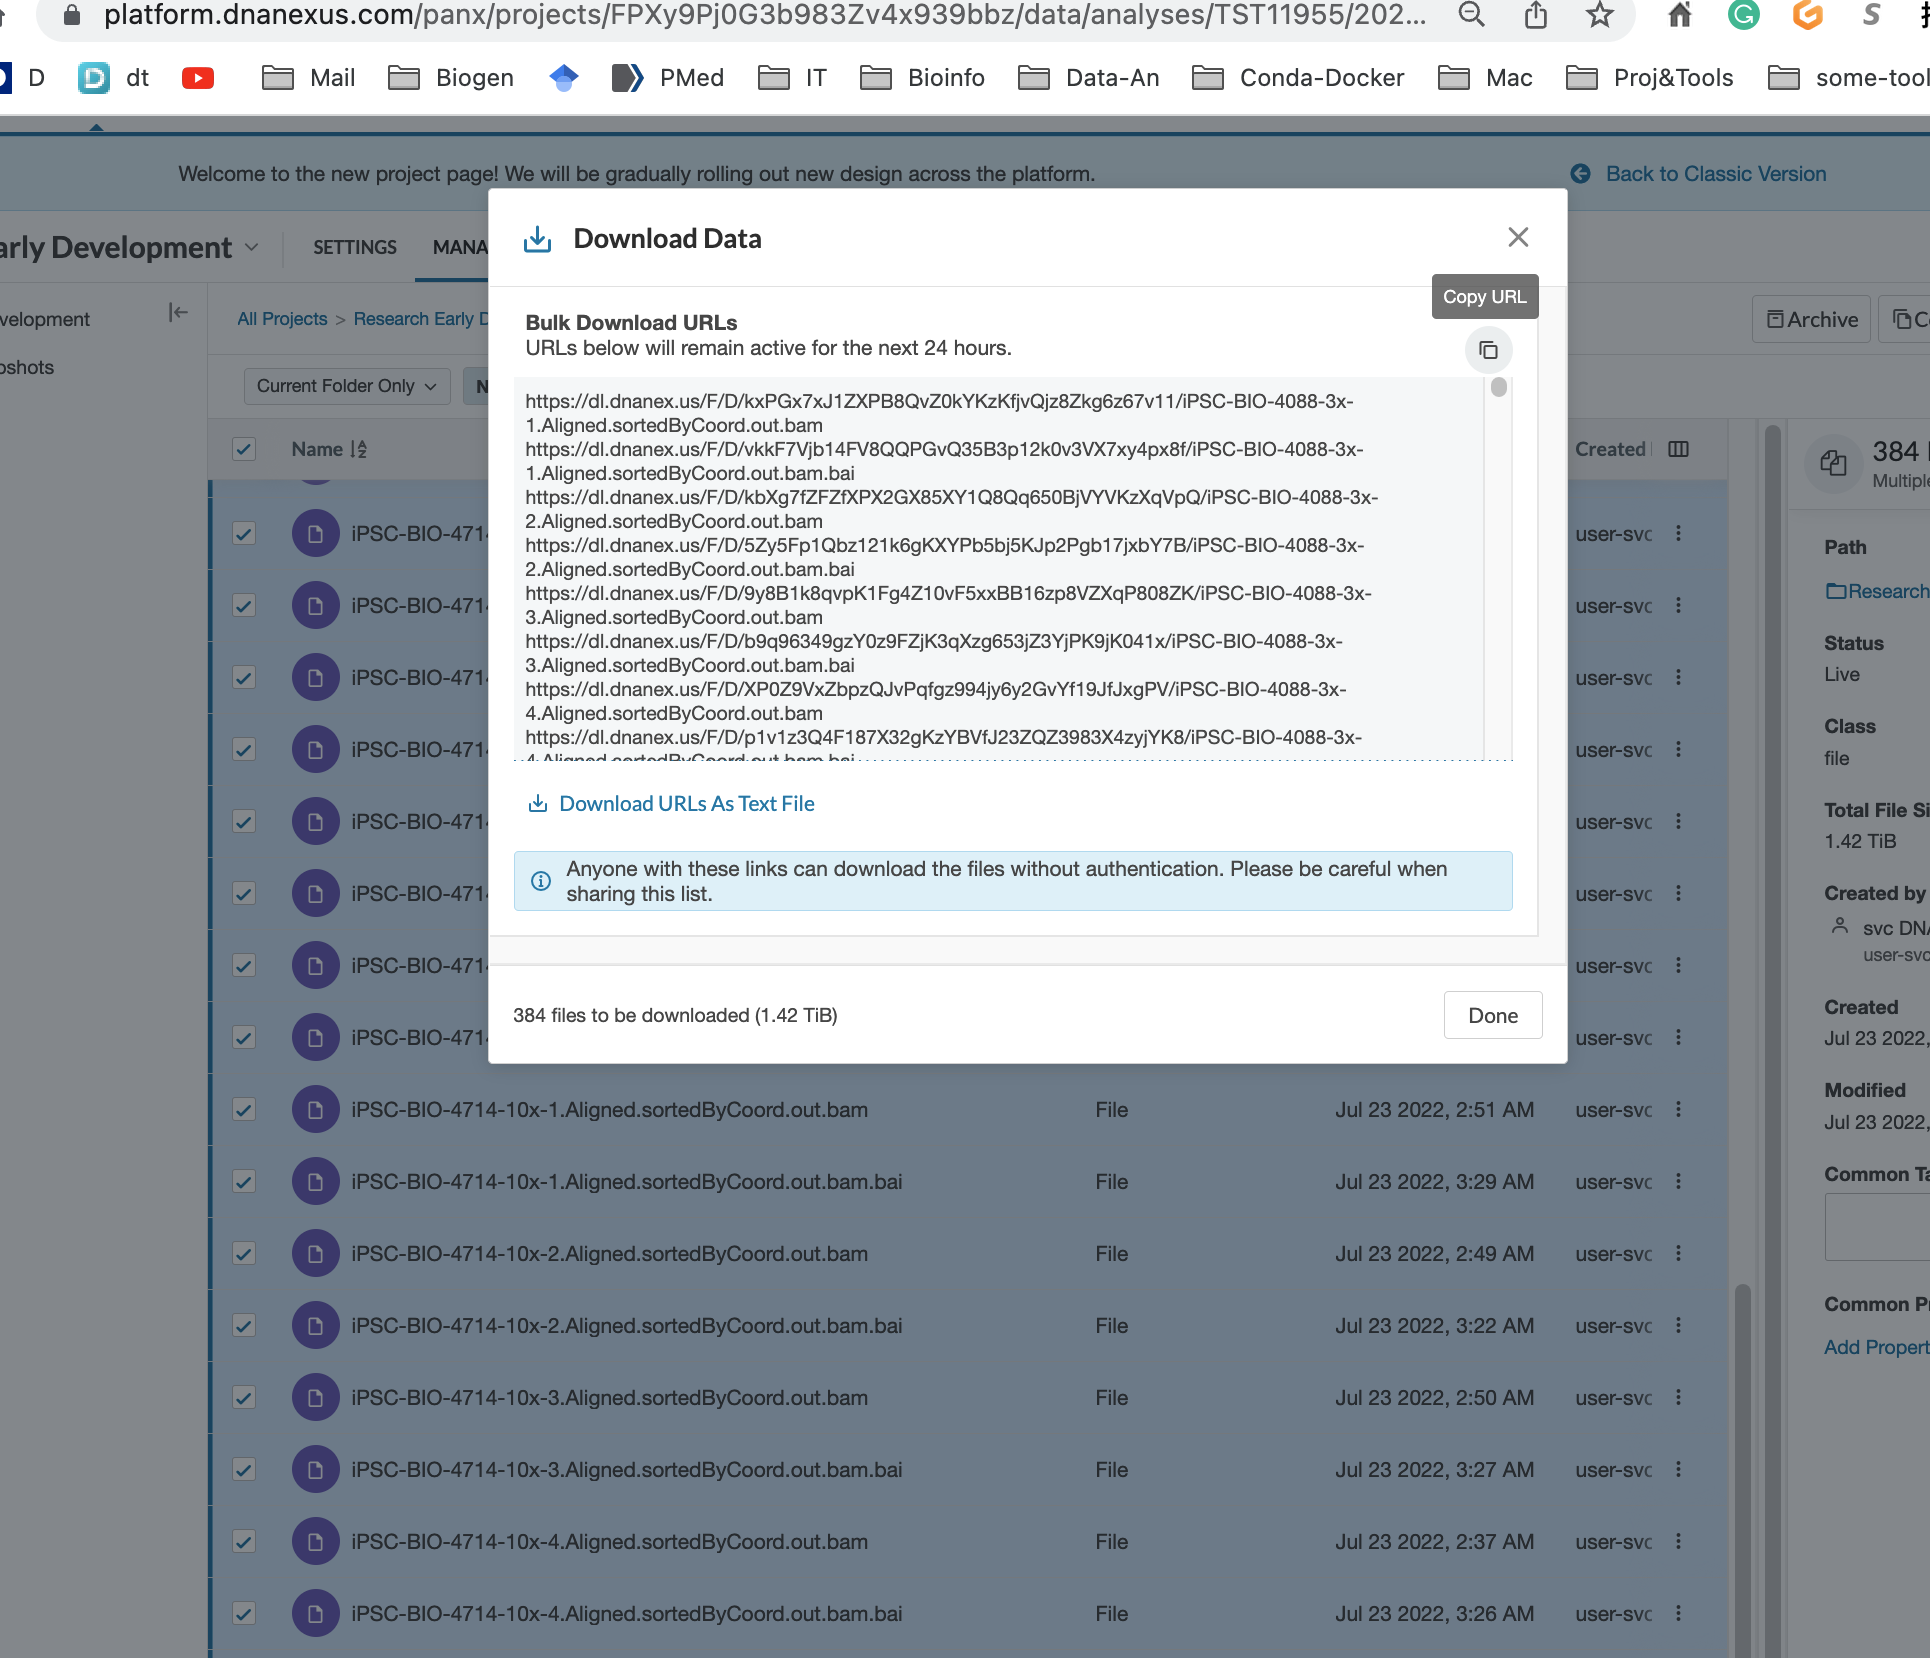 platform.dnanexus.com/panx/projects/FPXy9Pj0G3b983Zv4x939bbz/data/analyses/TST11955/202...
D dt Mail Biogen PMed IT Bioinfo Data-An Conda-Docker Mac Proj&Tools some-tool
Welcome to the new project page! We will be gradually rolling out new design across the platform.
Back to Classic Version
arly Development
SETTINGS
MANA
velopment
pshots
All Projects > Research Early D
Archive
Current Folder Only
Name
Created
Download Data
Copy URL
Bulk Download URLs
URLs below will remain active for the next 24 hours.
https://dl.dnanex.us/F/D/kxPGx7xJ1ZXPB8QvZ0kYKzKfjvQjz8Zkg6z67v11/iPSC-BIO-4088-3x-
1.Aligned.sortedByCoord.out.bam
https://dl.dnanex.us/F/D/vkkF7Vjb14FV8QQPGvQ35B3p12k0v3VX7xy4px8f/iPSC-BIO-4088-3x-
1.Aligned.sortedByCoord.out.bam.bai
https://dl.dnanex.us/F/D/kbXg7fZFZfXPX2GX85XY1Q8Qq650BjVYVKzXqVpQ/iPSC-BIO-4088-3x-
2.Aligned.sortedByCoord.out.bam
https://dl.dnanex.us/F/D/5Zy5Fp1Qbz121k6gKXYPb5bj5KJp2Pgb17jxbY7B/iPSC-BIO-4088-3x-
2.Aligned.sortedByCoord.out.bam.bai
https://dl.dnanex.us/F/D/9y8B1k8qvpK1Fg4Z10vF5xxBB16zp8VZXqP808ZK/iPSC-BIO-4088-3x-
3.Aligned.sortedByCoord.out.bam
https://dl.dnanex.us/F/D/b9q96349gzY0z9FZjK3qXzg653jZ3YjPK9jK041x/iPSC-BIO-4088-3x-
3.Aligned.sortedByCoord.out.bam.bai
https://dl.dnanex.us/F/D/XP0Z9VxZbpzQJvPqfgz994jy6y2GvYf19JfJxgPV/iPSC-BIO-4088-3x-
4.Aligned.sortedByCoord.out.bam
https://dl.dnanex.us/F/D/p1v1z3Q4F187X32gKzYBVfJ23ZQZ3983X4zyjYK8/iPSC-BIO-4088-3x-
4.Aligned.sortedByCoord.out.bam.bai
Download URLs As Text File
Anyone with these links can download the files without authentication. Please be careful when
sharing this list.
384 files to be downloaded (1.42 TiB)
Done
iPSC-BIO-471 user-svc
iPSC-BIO-471 user-svc
iPSC-BIO-471 user-svc
iPSC-BIO-471 user-svc
iPSC-BIO-471 user-svc
iPSC-BIO-471 user-svc
iPSC-BIO-471 user-svc
iPSC-BIO-471 user-svc
iPSC-BIO-4714-10x-1.Aligned.sortedByCoord.out.bam File Jul 23 2022, 2:51 AM user-svc
iPSC-BIO-4714-10x-1.Aligned.sortedByCoord.out.bam.bai File Jul 23 2022, 3:29 AM user-svc
iPSC-BIO-4714-10x-2.Aligned.sortedByCoord.out.bam File Jul 23 2022, 2:49 AM user-svc
iPSC-BIO-4714-10x-2.Aligned.sortedByCoord.out.bam.bai File Jul 23 2022, 3:22 AM user-svc
iPSC-BIO-4714-10x-3.Aligned.sortedByCoord.out.bam File Jul 23 2022, 2:50 AM user-svc
iPSC-BIO-4714-10x-3.Aligned.sortedByCoord.out.bam.bai File Jul 23 2022, 3:27 AM user-svc
iPSC-BIO-4714-10x-4.Aligned.sortedByCoord.out.bam File Jul 23 2022, 2:37 AM user-svc
iPSC-BIO-4714-10x-4.Aligned.sortedByCoord.out.bam.bai File Jul 23 2022, 3:26 AM user-svc
384
Multiple
Path
Research
Status
Live
Class
file
Total File Si
1.42 TiB
Created by
svc DNA
user-svc
Created
Jul 23 2022,
Modified
Jul 23 2022,
Common Ta
Common Pr
Add Propert